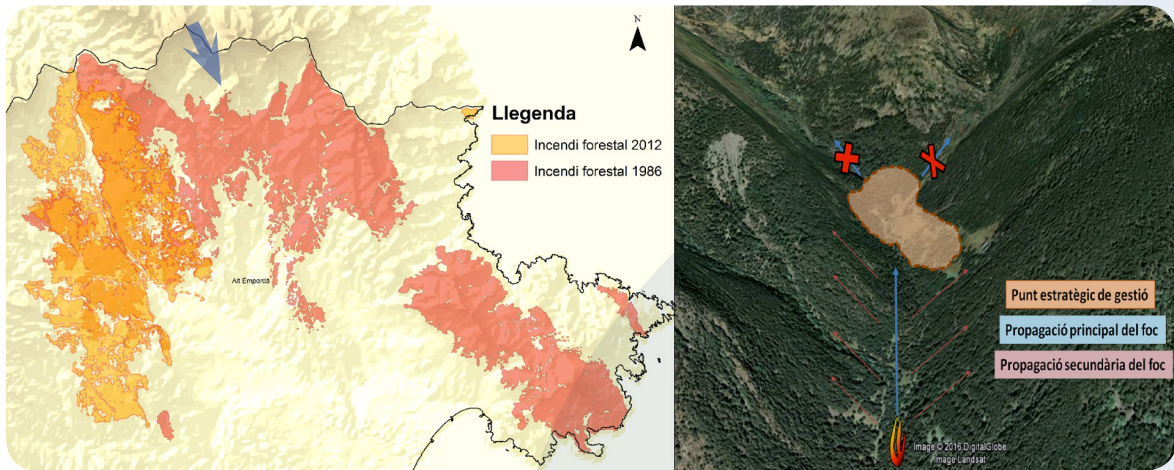 N
Llegenda
Incendi forestal 2012
Incendi forestal 1986
Alt Empordà
Punt estratègic de gestió
Propagació principal del foc
Propagació secundària del foc
Image © 2016 DigitalGlobe
Image Landsat